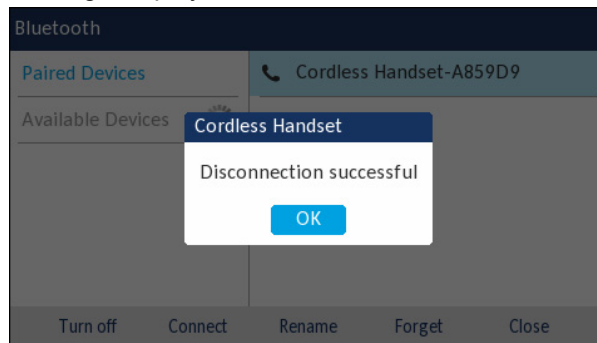 Bluetooth
Paired Devices
Cordless Handset-A859D9
Available Devices
Cordless Handset
Disconnection successful
OK
Turn off Connect Rename Forget Close